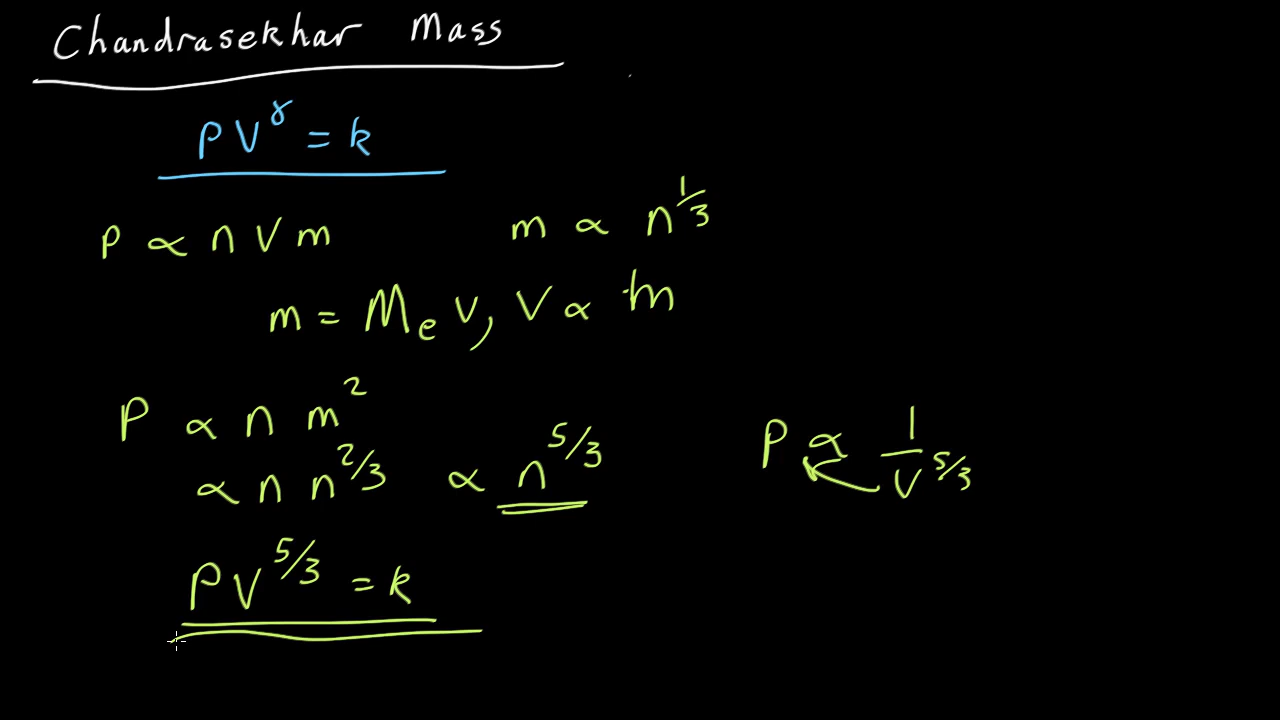 Chandrasekhar Mass
PV^γ = k
P ∝ n V m
m ∝ n^1/3
m = M_e v, V ∝ m
P ∝ n m^2
∝ n n^2/3 ∝ n^5/3
P ∝ 1/V^5/3
PV^5/3 = k